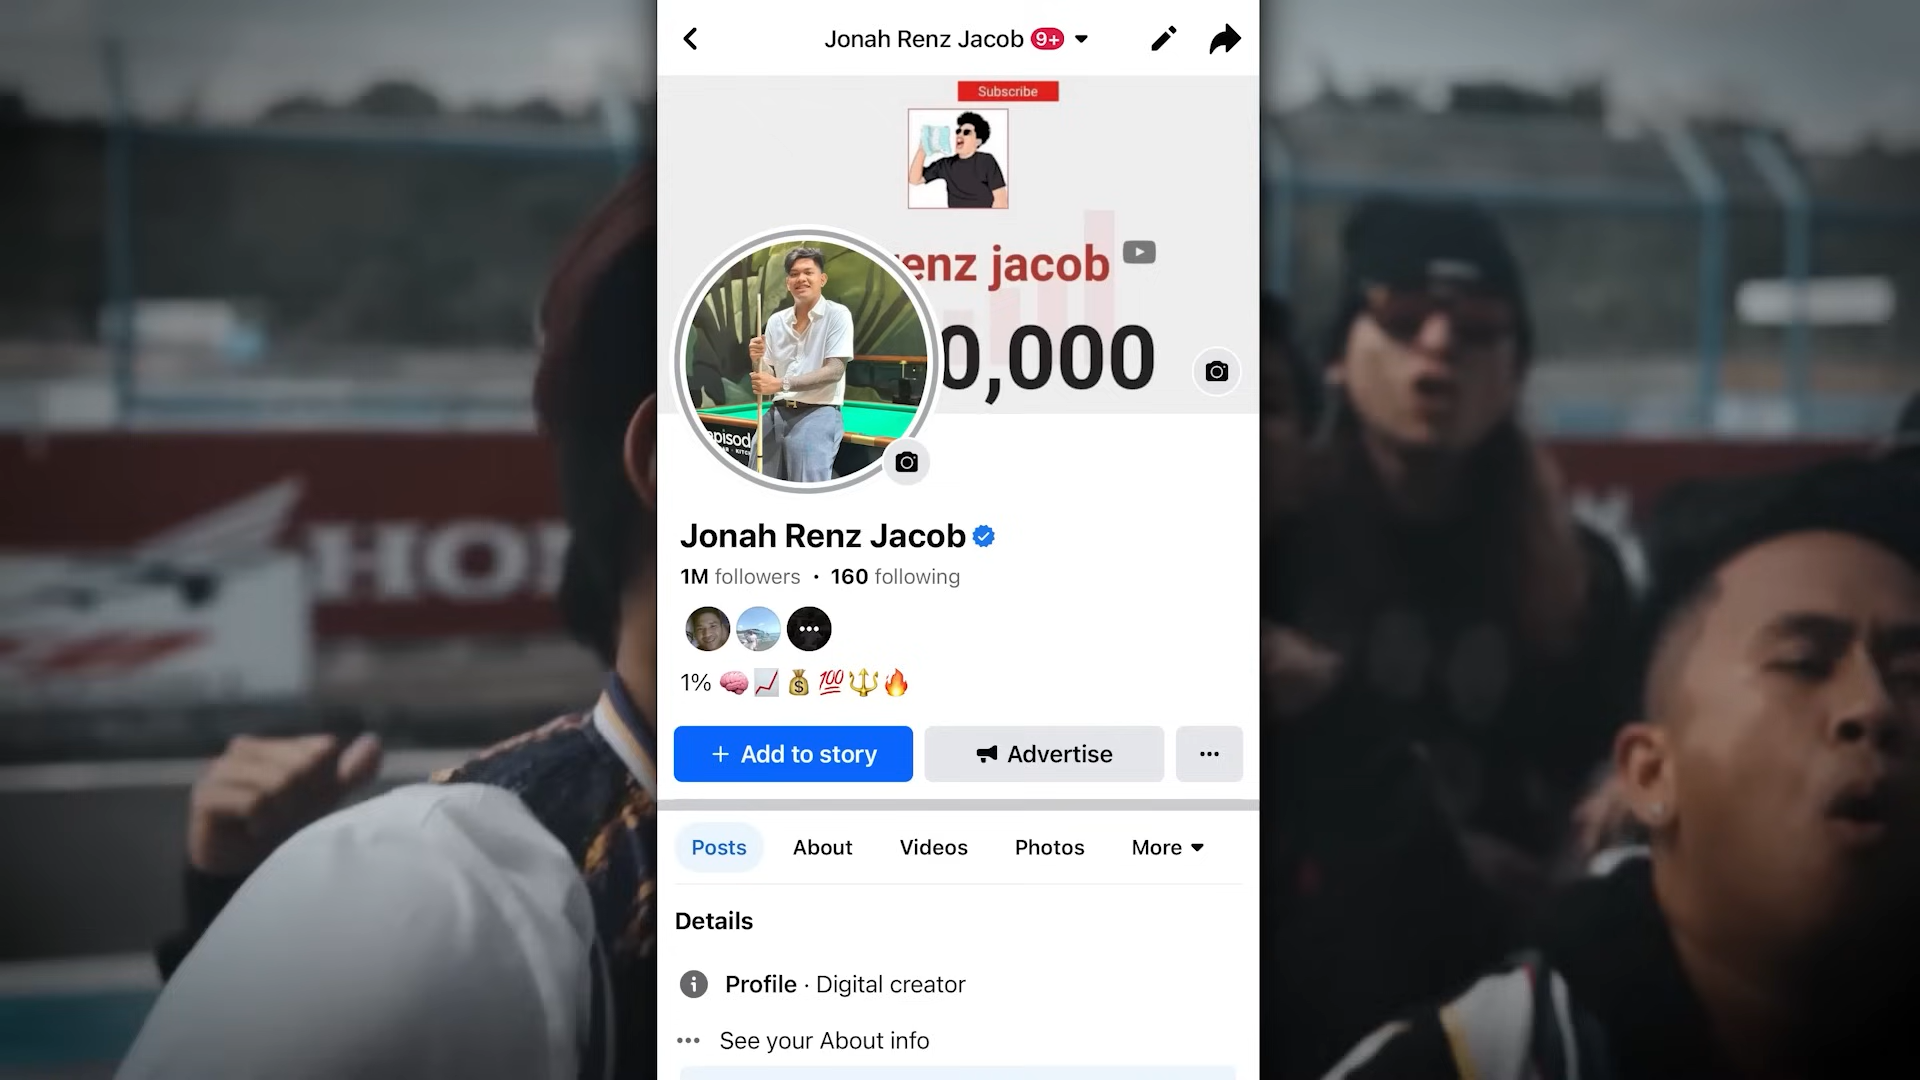 Jonah Renz Jacob 9+
Subscribe
enz jacob
0,000
Jonah Renz Jacob
1M followers · 160 following
1%
+ Add to story
Advertise
Posts About Videos Photos More
Details
Profile · Digital creator
See your About info